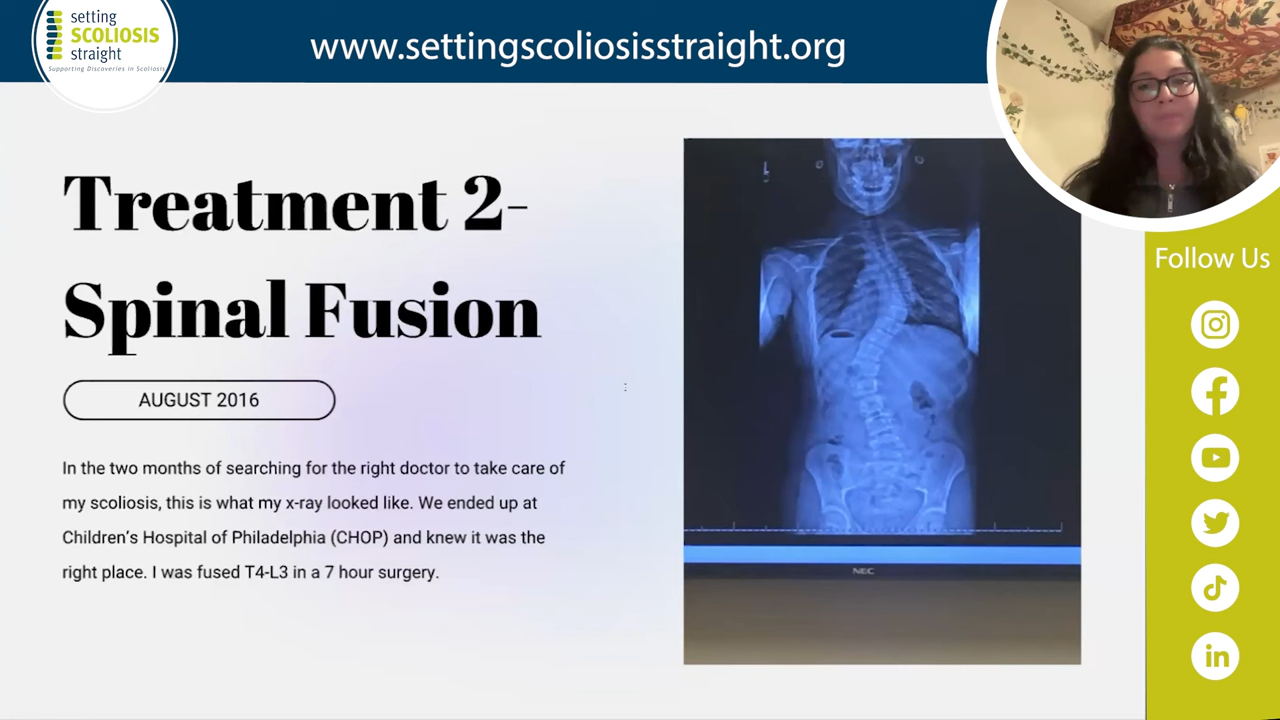 setting
SCOLIOSIS
straight
Supporting Discoveries in Scoliosis
www.settingscoliosisstraight.org
Treatment 2-
Spinal Fusion
AUGUST 2016
In the two months of searching for the right doctor to take care of
my scoliosis, this is what my x-ray looked like. We ended up at
Children's Hospital of Philadelphia (CHOP) and knew it was the
right place. I was fused T4-L3 in a 7 hour surgery.
L
NEC
Follow Us
in